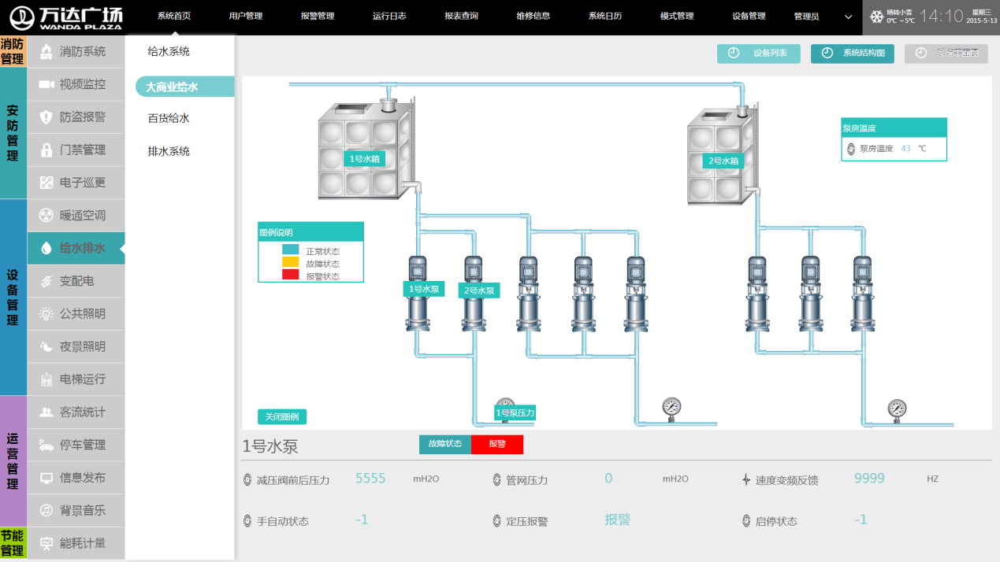 万达广场
WANDA PLAZA
系统首页
用户管理
报警管理
运行日志
报表查询
维修信息
系统日历
模式管理
设备管理
管理员
晴转小雪
0℃ ~5℃
14:10
星期三
2015-5-13
消防管理
安防管理
设备管理
运营管理
节能管理
消防系统
视频监控
防盗报警
门禁管理
电子巡更
暖通空调
给水排水
变配电
公共照明
夜景照明
电梯运行
客流统计
停车管理
信息发布
背景音乐
能耗计量
给水系统
大商业给水
百货给水
排水系统
设备列表
系统结构图
系统平面图
1号水箱
2号水箱
泵房温度
泵房温度 43 ℃
图例说明
正常状态
故障状态
报警状态
1号水泵
2号水泵
1号泵压力
关闭图例
1号水泵
故障状态
报警
减压阀前后压力 5555 mH2O
管网压力 0 mH2O
速度变频反馈 9999 HZ
手自动状态 -1
定压报警 报警
启停状态 -1